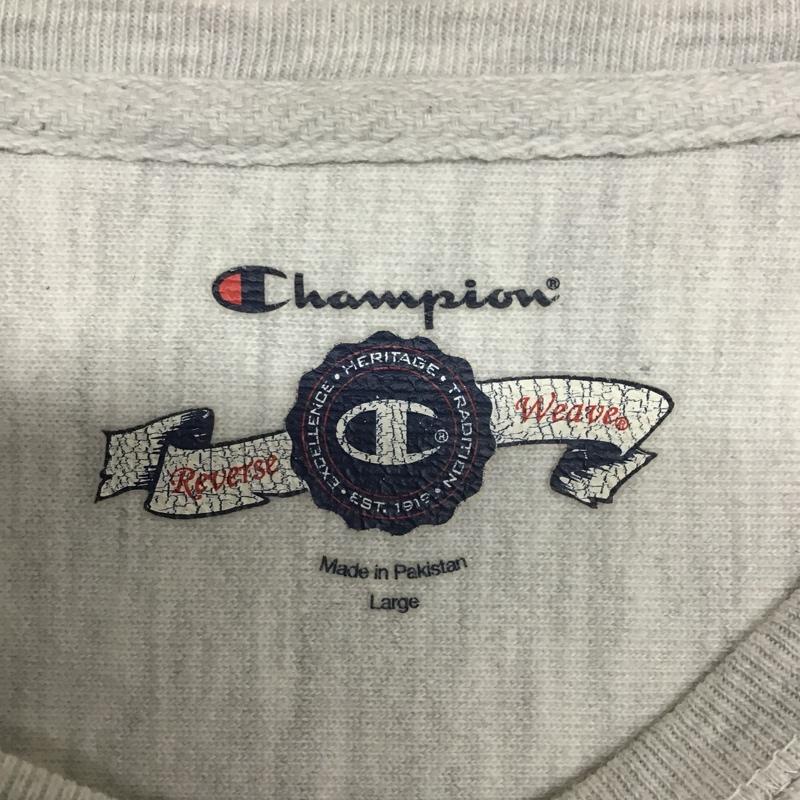 Champion®
EXCELLENCE • HERITAGE • TRADITION • EST. 1919 •
C®
Reverse Weave®
Made in Pakistan
Large